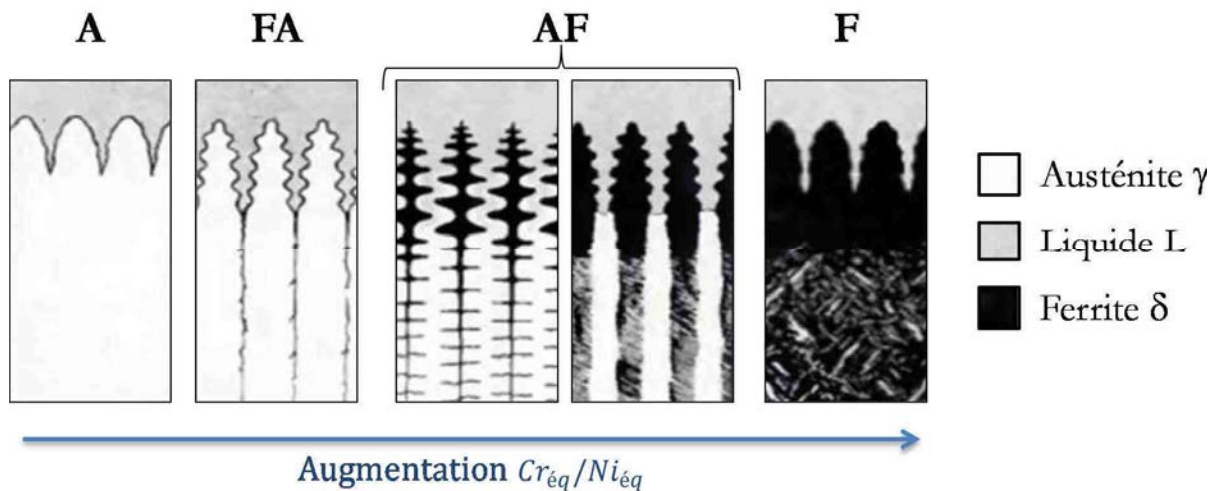 A
FA
AF
F
Austénite γ
Liquide L
Ferrite δ
Augmentation Cr_éq/Ni_éq